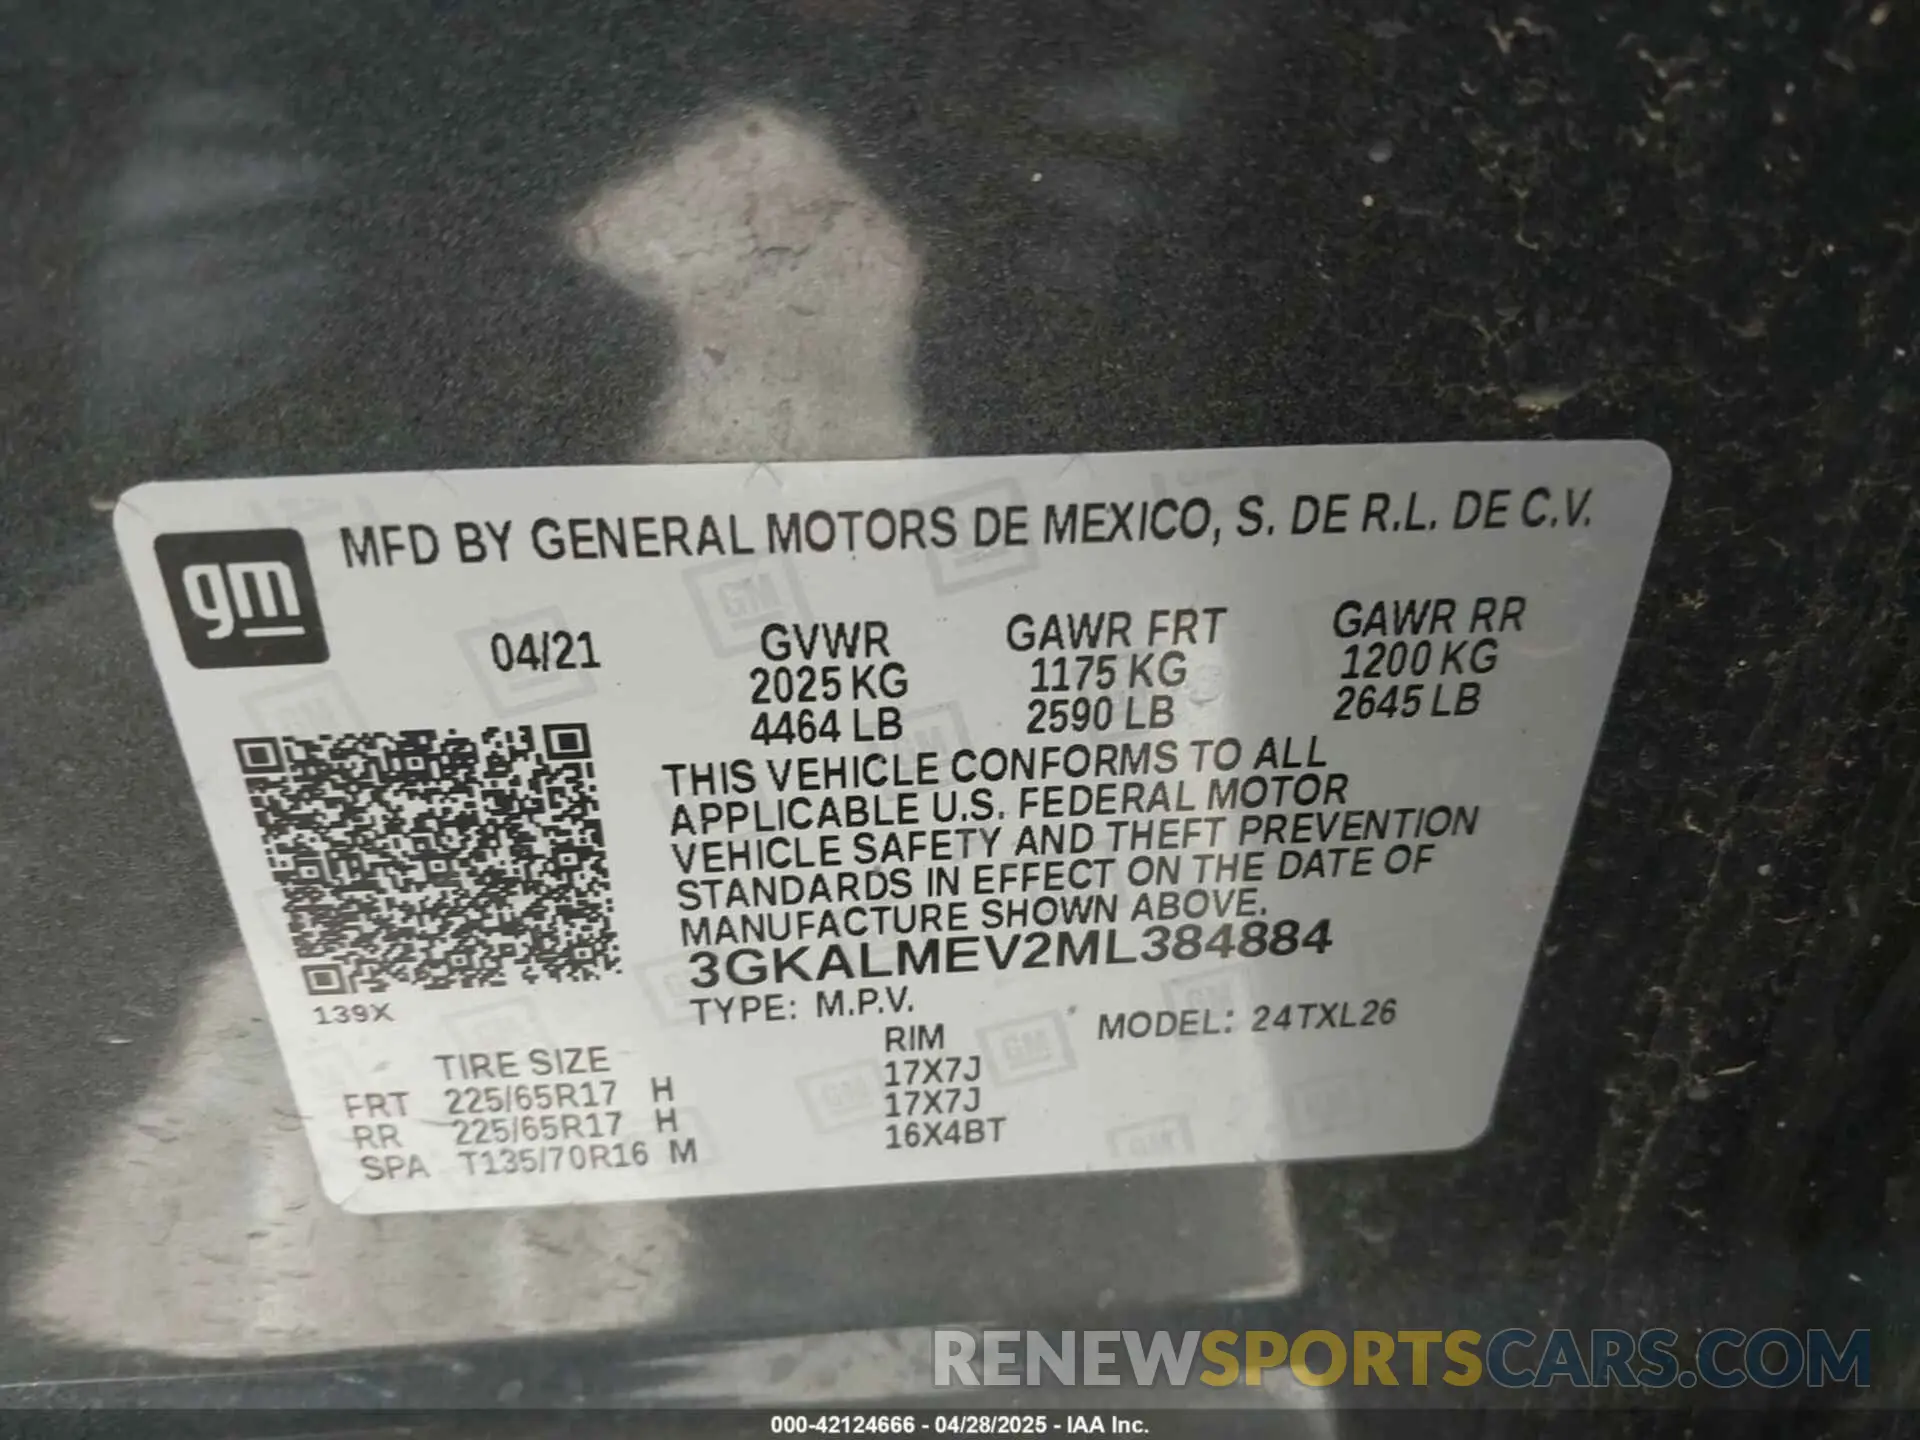 gm
MFD BY GENERAL MOTORS DE MEXICO, S. DE R.L. DE C.V.
04/21 GVWR GAWR FRT GAWR RR
2025 KG 1175 KG 1200 KG
4464 LB 2590 LB 2645 LB
THIS VEHICLE CONFORMS TO ALL
APPLICABLE U.S. FEDERAL MOTOR
VEHICLE SAFETY AND THEFT PREVENTION
STANDARDS IN EFFECT ON THE DATE OF
MANUFACTURE SHOWN ABOVE.
3GKALMEV2ML384884
139X
TYPE: M.P.V. MODEL: 24TXL26
TIRE SIZE RIM
FRT 225/65R17 H 17X7J
RR 225/65R17 H 17X7J
SPA T135/70R16 M 16X4BT
RENEWSPORTSCARS.COM
000-42124666 - 04/28/2025 - IAA Inc.